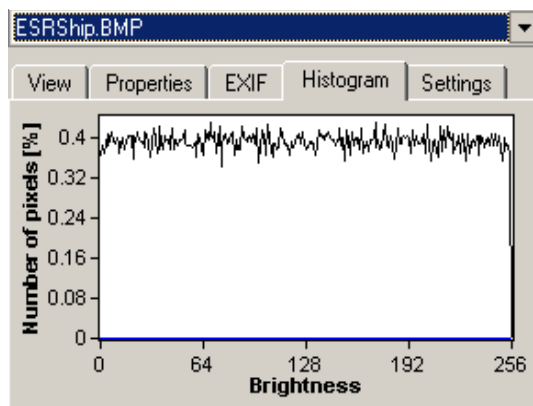 ESRShip.BMP
View Properties EXIF Histogram Settings
Number of pixels [%]
0.4
0.32
0.24
0.16
0.08
0
0 64 128 192 256
Brightness